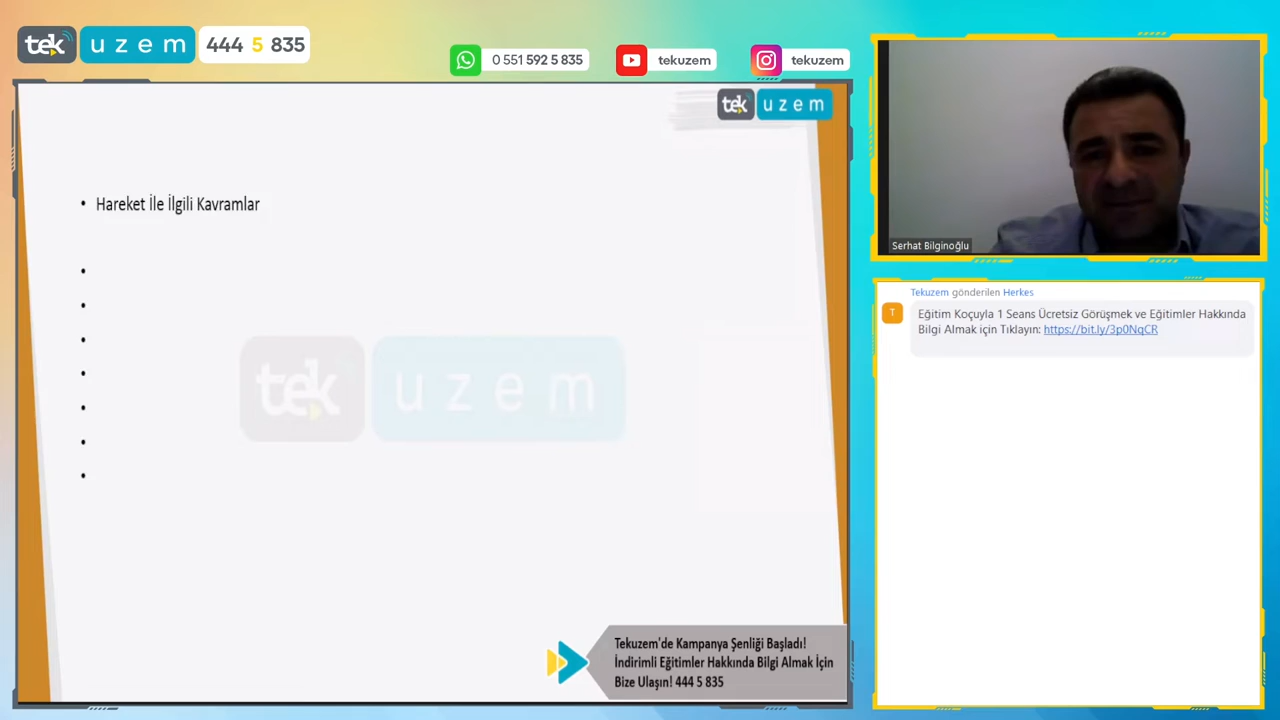 tek uzem 444 5 835
0 551 592 5 835
tekuzem
tekuzem
tek uzem
• Hareket İle İlgili Kavramlar
•
•
•
•
•
•
•
tek uzem
Tekuzem'de Kampanya Şenliği Başladı!
İndirimli Eğitimler Hakkında Bilgi Almak İçin
Bize Ulaşın! 444 5 835
Serhat Bilginoğlu
Tekuzem gönderilen Herkes
T
Eğitim Koçuyla 1 Seans Ücretsiz Görüşmek ve Eğitimler Hakkında
Bilgi Almak için Tıklayın: https://bit.ly/3p0NqCR